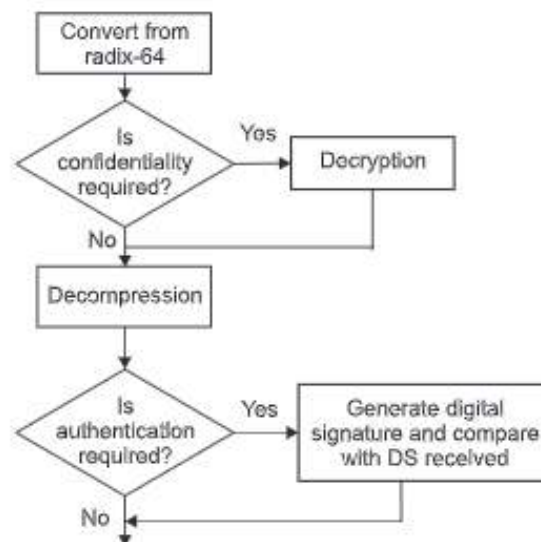 Convert from
radix-64
Is
confidentiality
required?
Yes
Decryption
No
Decompression
Is
authentication
required?
Yes
Generate digital
signature and compare
with DS received
No